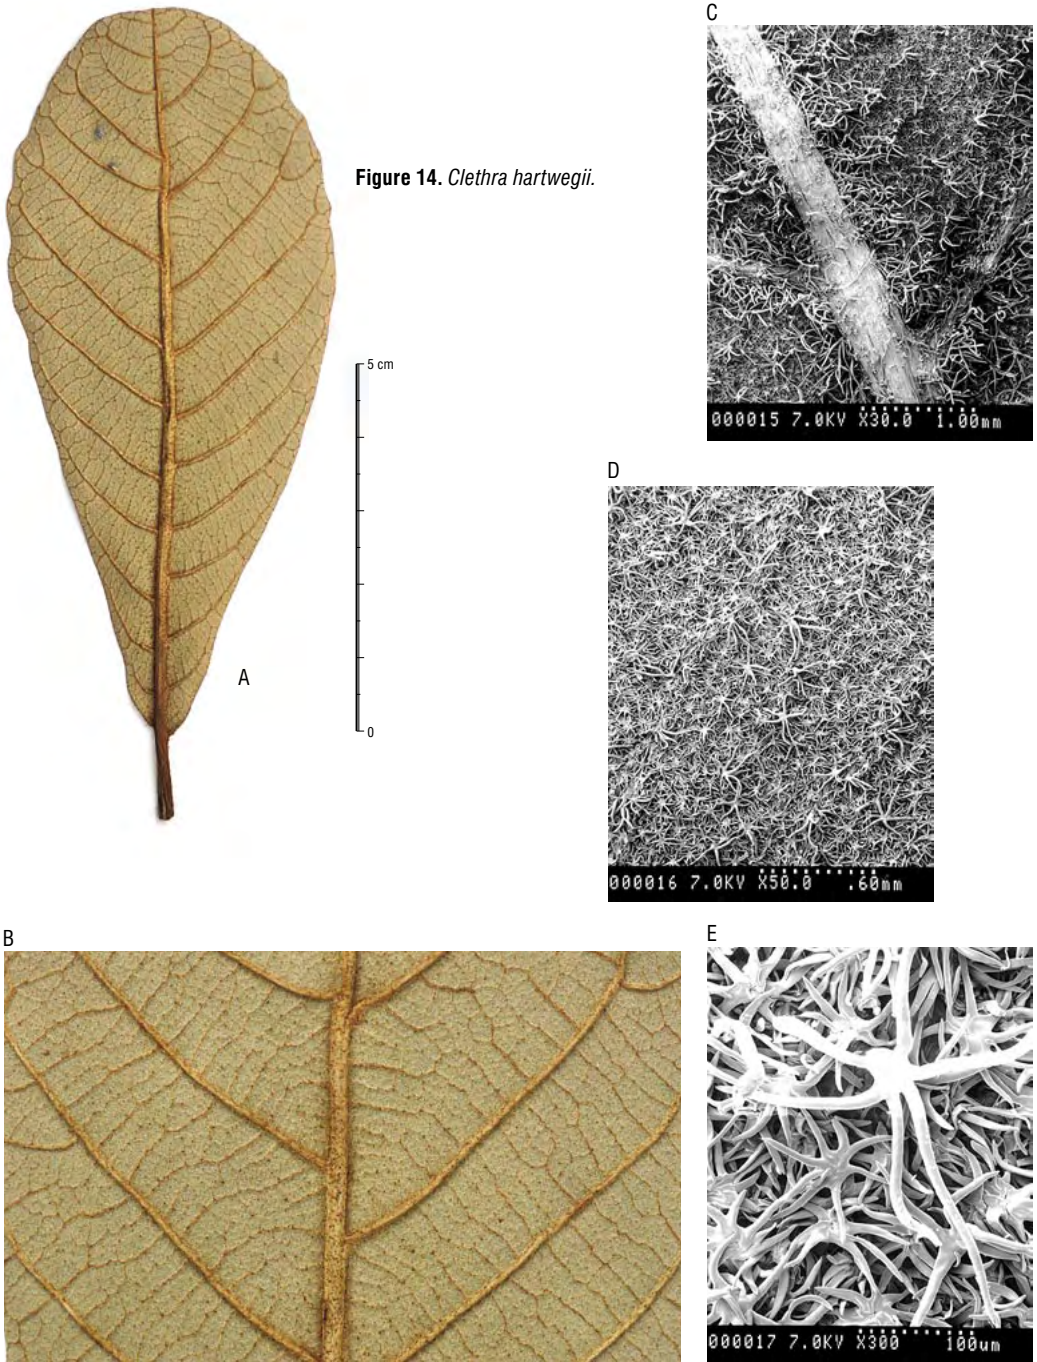 C
Figure 14. Clethra hartwegii.
5 cm
000015 7.0KV X30.0 1.00mm
D
A
0
000016 7.0KV X50.0 .60mm
B
E
000017 7.0KV X300 100um